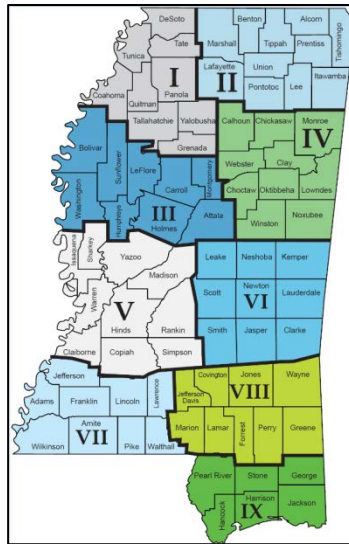 DeSoto
Tunica
Tate
I
Panola
Coahoma
Quitman
Tallahatchie
Yalobusha
Grenada
Benton
Alcorn
Tishomingo
Marshall
Tippah
Prentiss
Lafayette
Union
II
Pontotoc
Lee
Itawamba
Bolivar
Sunflower
LeFlore
Carroll
Montgomery
Washington
Humphreys
III
Holmes
Attala
Calhoun
Chickasaw
Monroe
IV
Webster
Clay
Choctaw
Oktibbeha
Lowndes
Winston
Noxubee
Issaquena
Sharkey
Yazoo
Madison
Warren
V
Hinds
Rankin
Claiborne
Copiah
Simpson
Leake
Neshoba
Kemper
Scott
Newton
VI
Lauderdale
Smith
Jasper
Clarke
Jefferson
Adams
Franklin
Lincoln
Lawrence
Amite
VII
Wilkinson
Pike
Walthall
Covington
Jones
Wayne
VIII
Jefferson
Davis
Marion
Lamar
Forrest
Perry
Greene
Pearl River
Stone
George
Hancock
Harrison
IX
Jackson